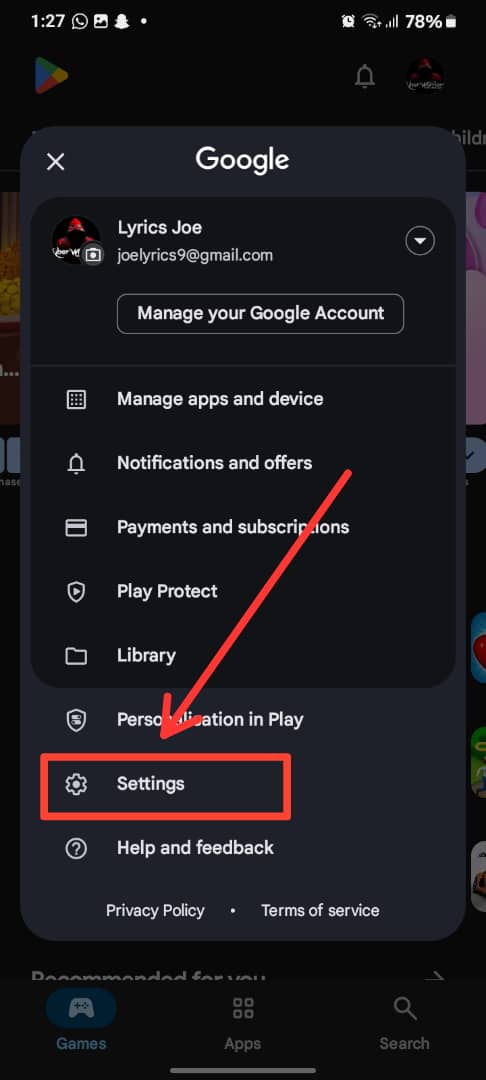 1:27
78%
hildr
Google
Lyrics Joe
joelyrics9@gmail.com
Manage your Google Account
Manage apps and device
Notifications and offers
Payments and subscriptions
Play Protect
Library
Personalisation in Play
Settings
Help and feedback
Privacy Policy • Terms of service
Recommended for you
Games
Apps
Search